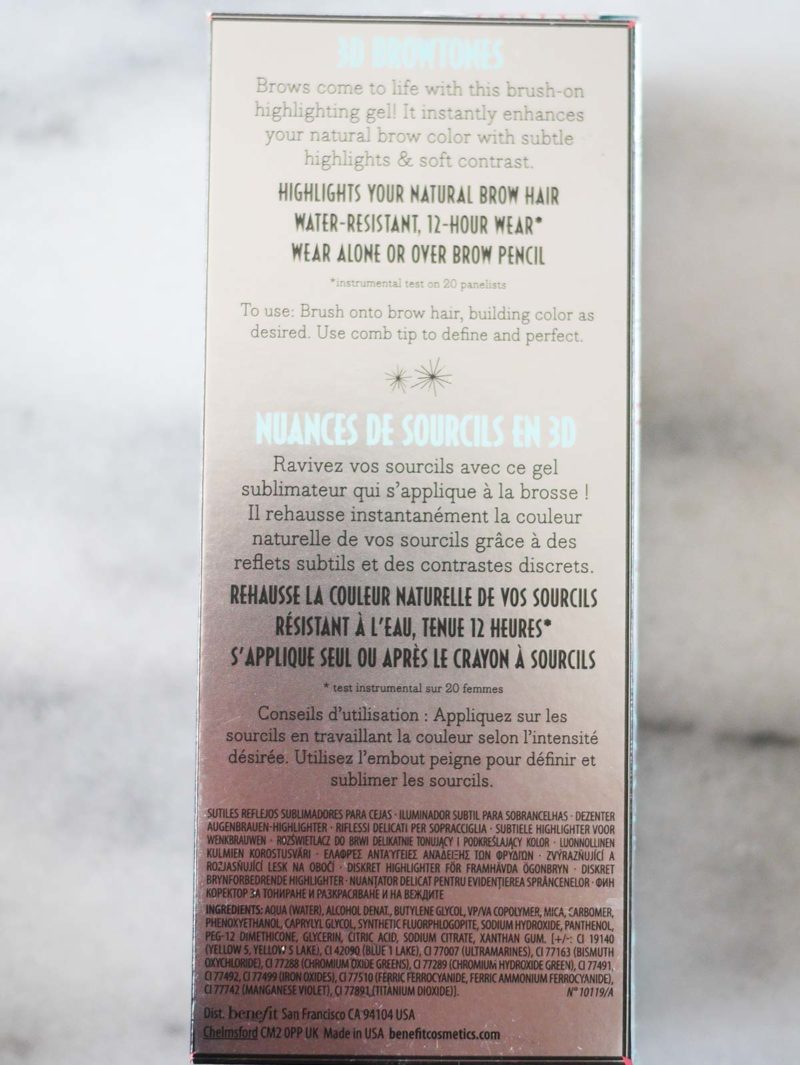 3D BROWTONES
Brows come to life with this brush-on
highlighting gel! It instantly enhances
your natural brow color with subtle
highlights & soft contrast.
HIGHLIGHTS YOUR NATURAL BROW HAIR
WATER-RESISTANT, 12-HOUR WEAR*
WEAR ALONE OR OVER BROW PENCIL
*instrumental test on 20 panelists
To use: Brush onto brow hair, building color as
desired. Use comb tip to define and perfect.
NUANCES DE SOURCILS EN 3D
Ravivez vos sourcils avec ce gel
sublimateur qui s'applique à la brosse !
Il rehausse instantanément la couleur
naturelle de vos sourcils grâce à des
reflets subtils et des contrastes discrets.
REHAUSSE LA COULEUR NATURELLE DE VOS SOURCILS
RÉSISTANT À L'EAU, TENUE 12 HEURES*
S'APPLIQUE SEUL OU APRÈS LE CRAYON À SOURCILS
* test instrumental sur 20 femmes
Conseils d'utilisation : Appliquez sur les
sourcils en travaillant la couleur selon l'intensité
désirée. Utilisez l'embout peigne pour définir et
sublimer les sourcils.
SUTILES REFLEJOS SUBLIMADORES PARA CEJAS · ILUMINADOR SUBTIL PARA SOBRANCELHAS · DEZENTER
AUGENBRAUEN-HIGHLIGHTER · RIFLESSI DELICATI PER SOPRACCIGLIA · SUBTIELE HIGHLIGHTER VOOR
WENKBRAUWEN · ROZŚWIETLACZ DO BRWI DELIKATNIE TONUJĄCY I PODKREŚLAJĄCY KOLOR · LUONNOLLINEN
KULMIEN KOROSTUSVÄRI · ΕΛΑΦΡΕΣ ΑΝΤΑΥΓΕΙΕΣ ΑΝΑΔΕΙΞΗΣ ΤΩΝ ΦΡΥΔΙΩΝ · ZVÝRAZŇUJÍCÍ A
ROZJASŇUJÍCÍ LESK NA OBOČÍ · DISKRET HIGHLIGHTER FÖR FRAMHÄVDA ÖGONBRYN · DISKRET
BRYNFORBEDRENDE HIGHLIGHTER · NUANȚATOR DELICAT PENTRU EVIDENȚIEREA SPRÂNCENELOR · ФИН
КОРЕКТОР ЗА ТОНИРАНЕ И РАЗКРАСЯВАНЕ И НА ВЕЖДИТЕ
INGREDIENTS: AQUA (WATER), ALCOHOL DENAT., BUTYLENE GLYCOL, VP/VA COPOLYMER, MICA, CARBOMER,
PHENOXYETHANOL, CAPRYLYL GLYCOL, SYNTHETIC FLUORPHLOGOPITE, SODIUM HYDROXIDE, PANTHENOL,
PEG-12 DIMETHICONE, GLYCERIN, CITRIC ACID, SODIUM CITRATE, XANTHAN GUM. [+/-: CI 19140
(YELLOW 5, YELLOW 5 LAKE), CI 42090 (BLUE 1 LAKE), CI 77007 (ULTRAMARINES), CI 77163 (BISMUTH
OXYCHLORIDE), CI 77288 (CHROMIUM OXIDE GREENS), CI 77289 (CHROMIUM HYDROXIDE GREEN), CI 77491,
CI 77492, CI 77499 (IRON OXIDES), CI 77510 (FERRIC FERROCYANIDE, FERRIC AMMONIUM FERROCYANIDE),
CI 77742 (MANGANESE VIOLET), CI 77891 (TITANIUM DIOXIDE)]. N° 10119/A
Dist. benefit San Francisco CA 94104 USA
Chelmsford CM2 0PP UK Made in USA benefitcosmetics.com